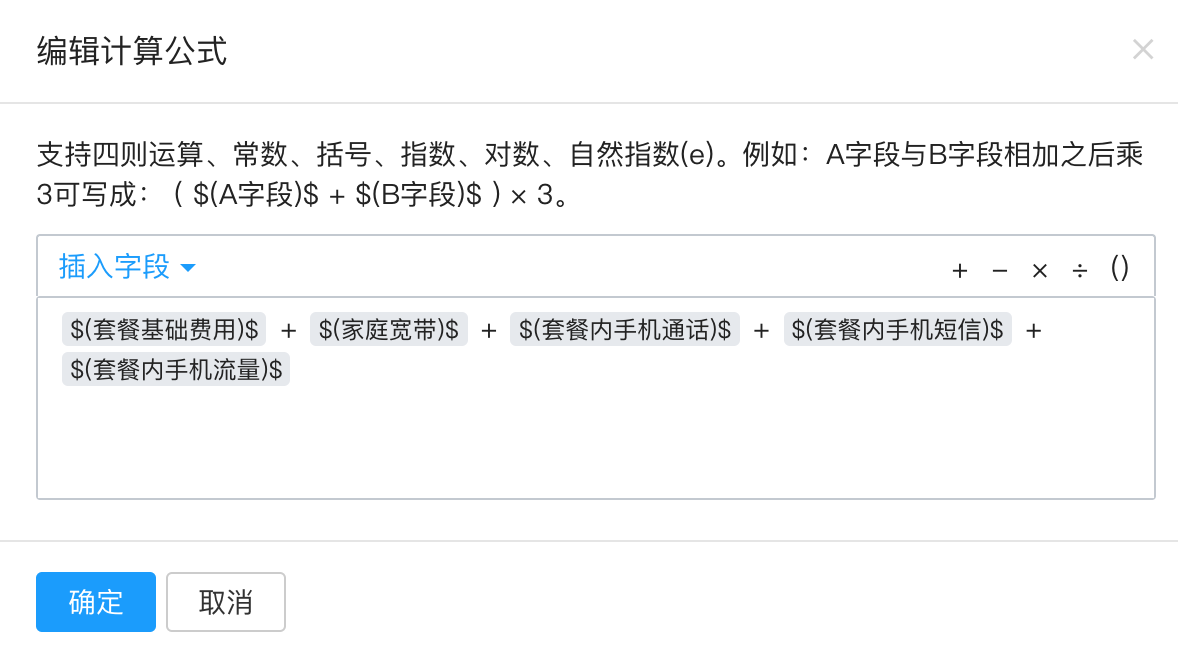 编辑计算公式
支持四则运算、常数、括号、指数、对数、自然指数(e)。例如：A字段与B字段相加之后乘
3可写成：（ $(A字段)$ + $(B字段)$ ) × 3。
插入字段 + − × ÷ ()
$(套餐基础费用)$ + $(家庭宽带)$ + $(套餐内手机通话)$ + $(套餐内手机短信)$ +
$(套餐内手机流量)$
确定 取消